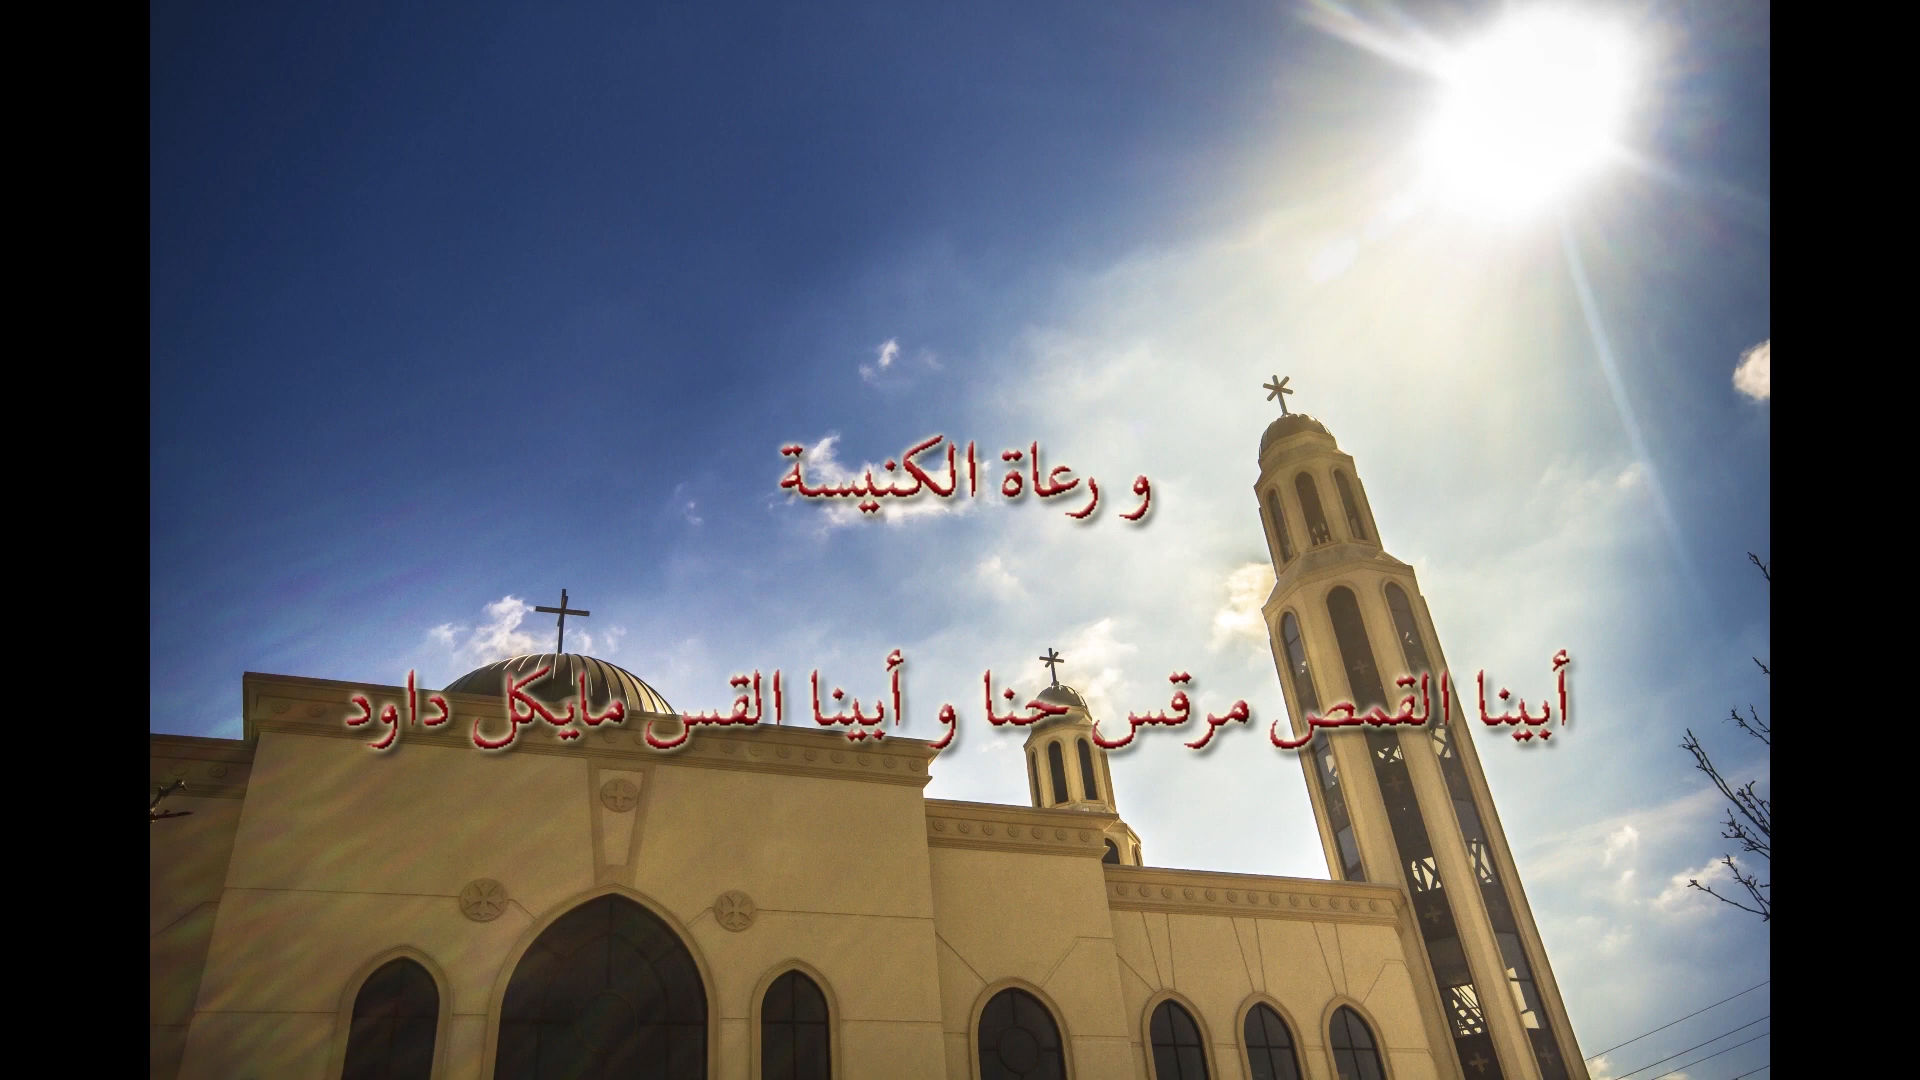 و رعاة الكنيسة
أبينا القمص مرقس حنا و أبينا القس مايكل داود